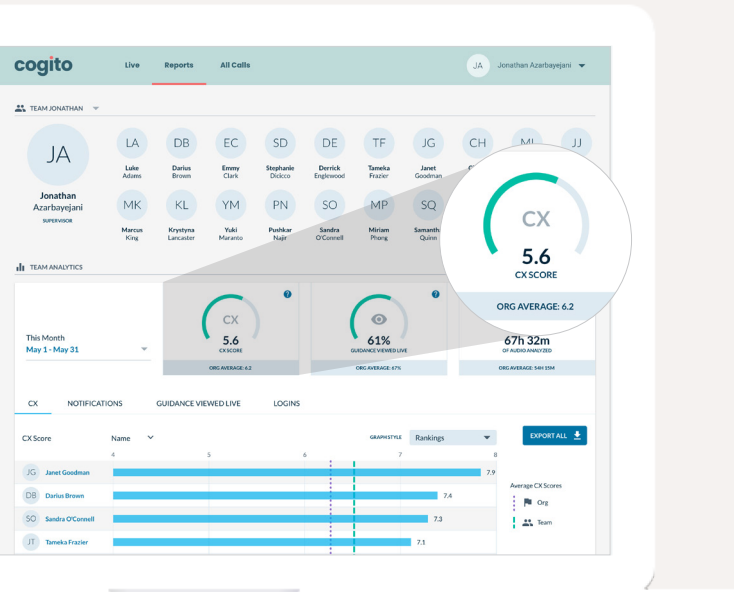 cogito
Live
Reports
All Calls
JA
Jonathan Azarbayejani
TEAM JONATHAN
JA
Jonathan
Azarbayejani
SUPERVISOR
LA
DB
EC
SD
DE
TF
JG
CH
JJ
Luke
Adams
Darius
Brown
Emmy
Clark
Stephanie
Dicicco
Derrick
Englewood
Tameka
Frazier
Janet
Goodman
MK
KL
YM
PN
SO
MP
SQ
Marcus
King
Krystyna
Lancaster
Yuki
Maranto
Pushkar
Najir
Sandra
O'Connell
Miriam
Phong
Quinn
CX
5.6
CX SCORE
ORG AVERAGE: 6.2
TEAM ANALYTICS
This Month
May 1 - May 31
?
CX
5.6
CX SCORE
ORG AVERAGE: 6.2
?
61%
GUIDANCE VIEWED LIVE
ORG AVERAGE: 67%
67h 32m
OF AUDIO ANALYZED
ORG AVERAGE: 54H 15M
CX
NOTIFICATIONS
GUIDANCE VIEWED LIVE
LOGINS
CX Score
Name
GRAPH STYLE
Rankings
EXPORT ALL
4
5
6
7
8
JG
Janet Goodman
7.9
DB
Darius Brown
7.4
SO
Sandra O'Connell
7.3
JT
Tameka Frazier
7.1
Average CX Scores
Org
Team